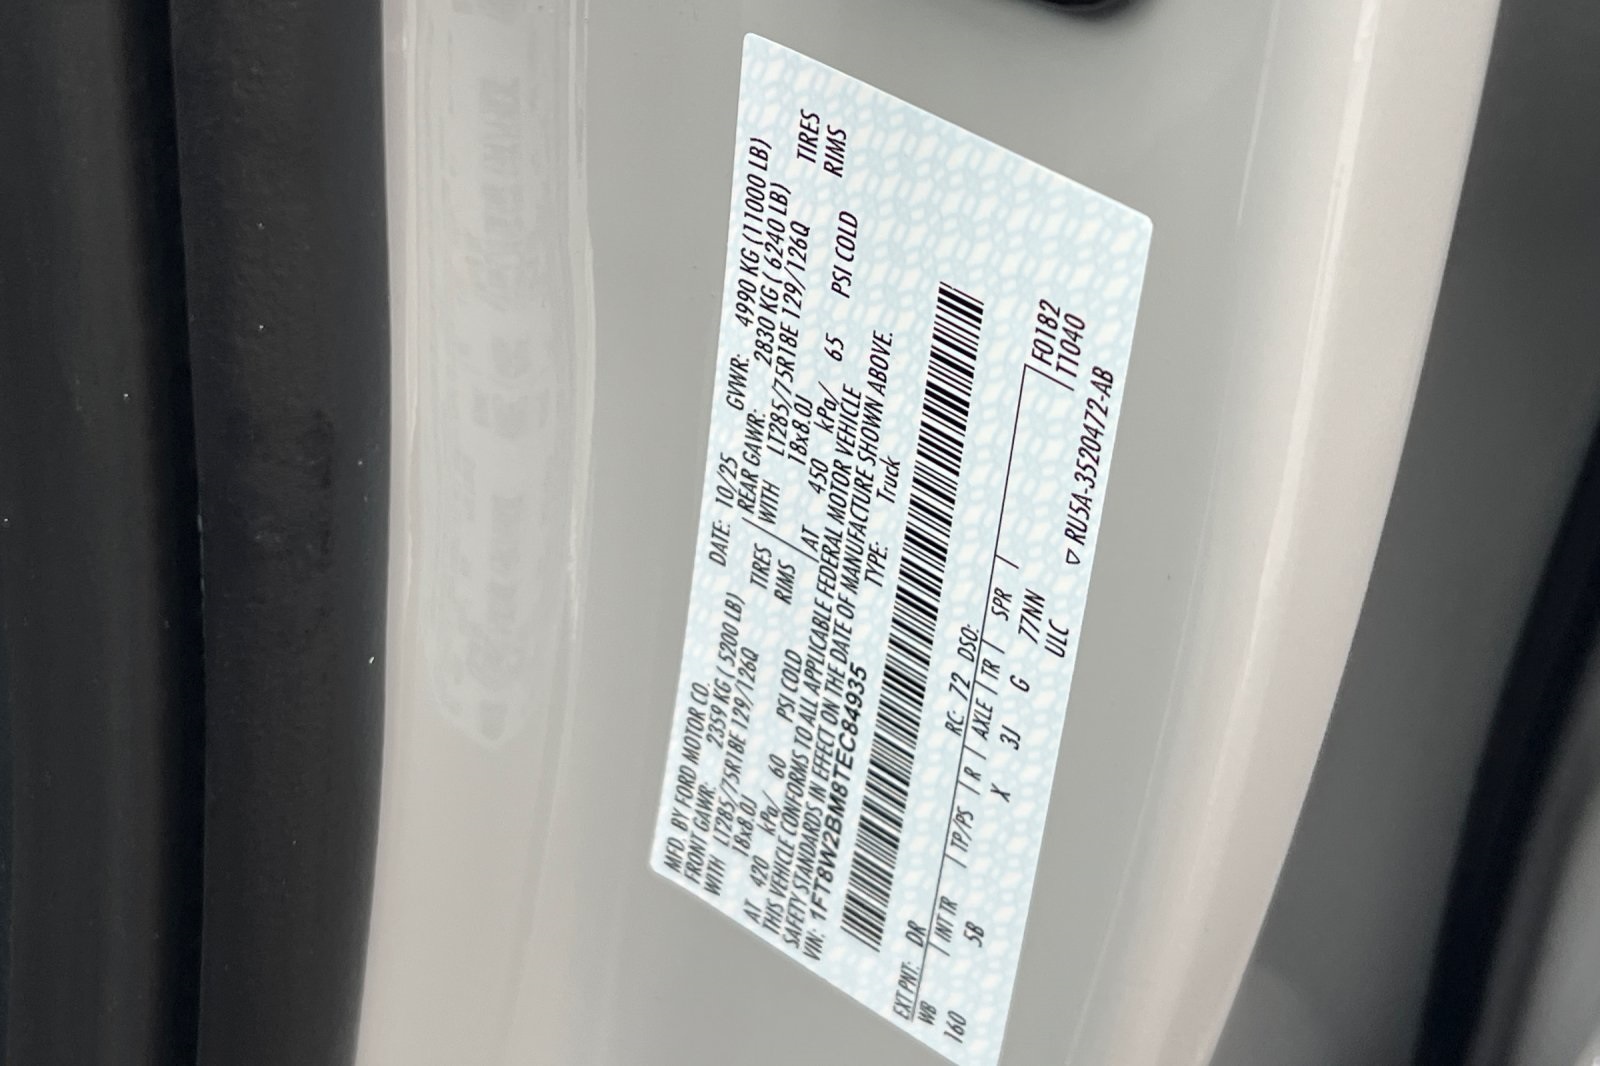 MFD. BY FORD MOTOR CO. DATE: 10/25 GVWR: 4990 KG (11000 LB)
FRONT GAWR: 2359 KG ( 5200 LB) REAR GAWR: 2830 KG ( 6240 LB)
WITH LT285/75R18E 129/126Q TIRES WITH LT285/75R18E 129/126Q TIRES
18x8.0J RIMS 18x8.0J RIMS
AT 420 kPa/ 60 PSI COLD AT 450 kPa/ 65 PSI COLD
THIS VEHICLE CONFORMS TO ALL APPLICABLE FEDERAL MOTOR VEHICLE
SAFETY STANDARDS IN EFFECT ON THE DATE OF MANUFACTURE SHOWN ABOVE.
VIN: 1FT8W2BM8TEC84935 TYPE: Truck
EXT PNT: DR RC: 72 DSO: F0182
WB INT TR TP/PS R AXLE TR SPR T1040
160 5B X 3J G 77NN
ULC ▽ RU5A-3520472-AB